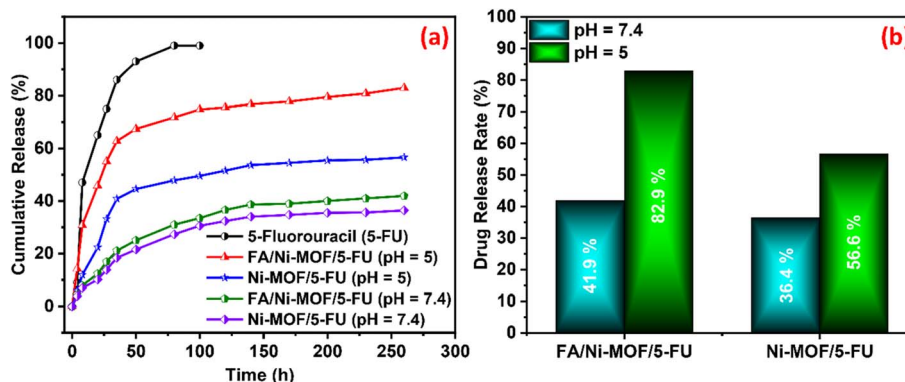 (a)
Cumulative Release (%)
100
80
60
40
20
0
5-Fluorouracil (5-FU)
FA/Ni-MOF/5-FU (pH = 5)
Ni-MOF/5-FU (pH = 5)
FA/Ni-MOF/5-FU (pH = 7.4)
Ni-MOF/5-FU (pH = 7.4)
0 50 100 150 200 250 300
Time (h)
(b)
pH = 7.4
pH = 5
Drug Release Rate (%)
100
90
80
70
60
50
40
30
20
10
0
41.9 %
82.9 %
36.4 %
56.6 %
FA/Ni-MOF/5-FU Ni-MOF/5-FU